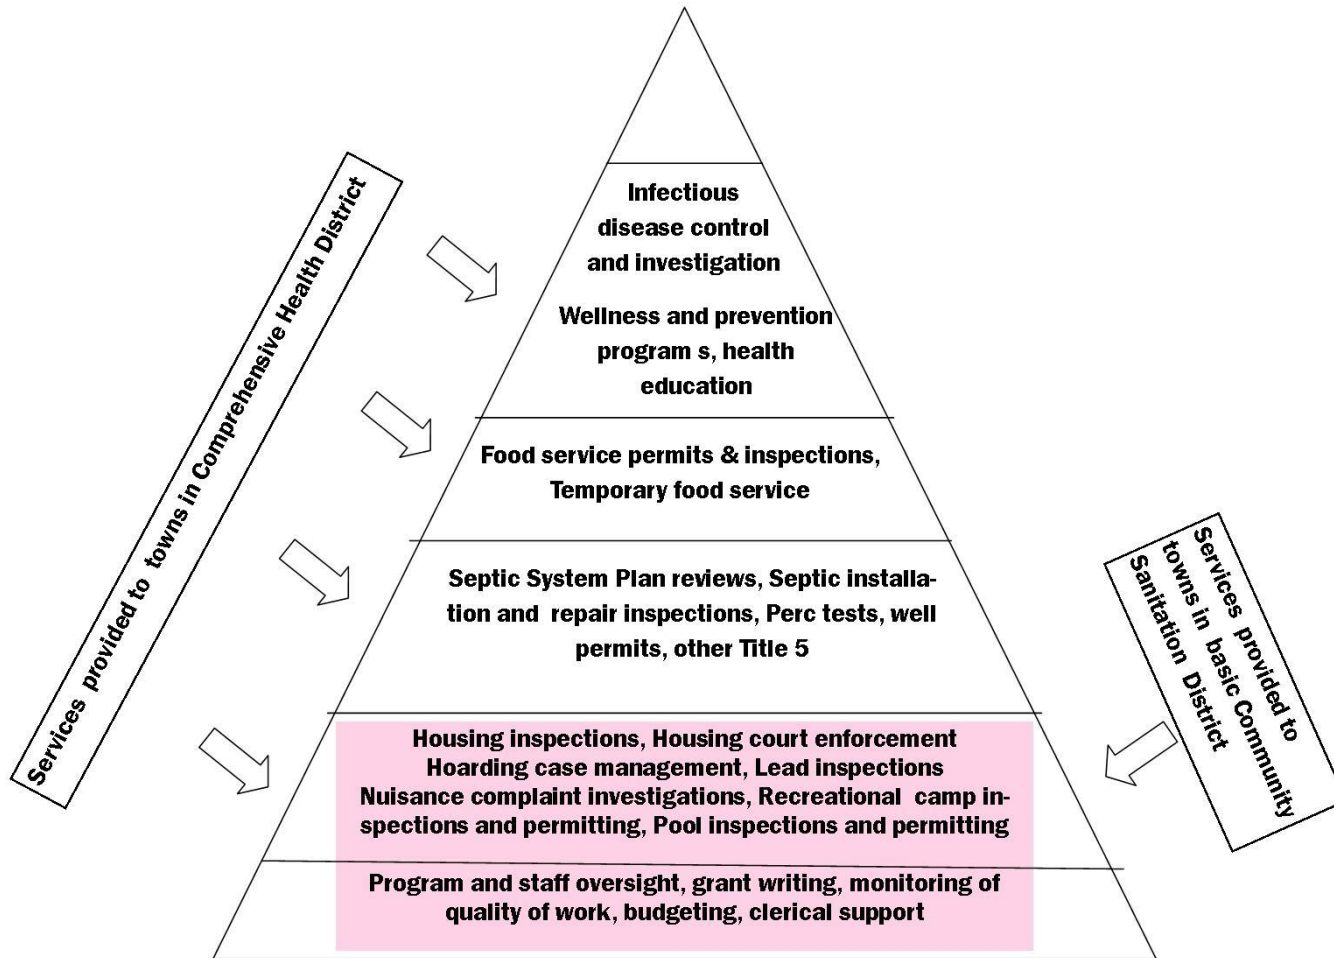 Services provided to towns in Comprehensive Health District
Infectious
disease control
and investigation
Wellness and prevention
program s, health
education
Food service permits & inspections,
Temporary food service
Septic System Plan reviews, Septic installa-
tion and repair inspections, Perc tests, well
permits, other Title 5
Services provided to
towns in basic Community
Sanitation District
Housing inspections, Housing court enforcement
Hoarding case management, Lead inspections
Nuisance complaint investigations, Recreational camp in-
spections and permitting, Pool inspections and permitting
Program and staff oversight, grant writing, monitoring of
quality of work, budgeting, clerical support